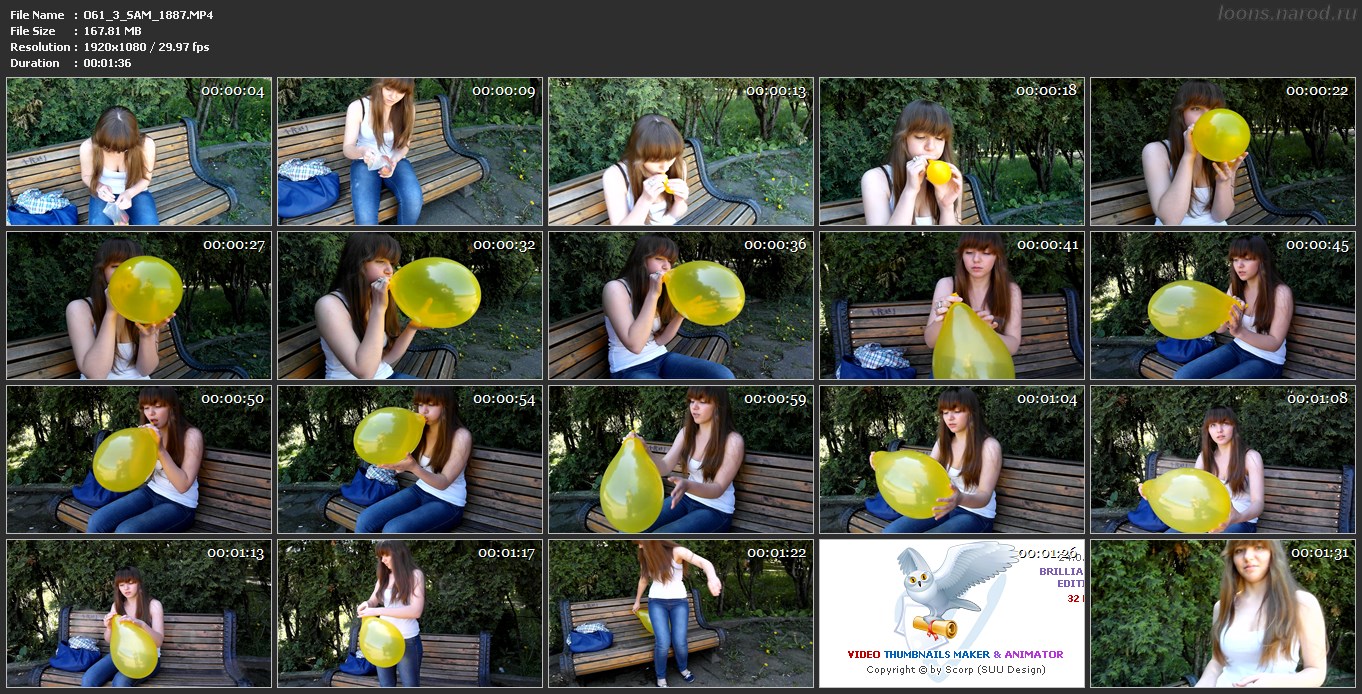 File Name : 061_3_SAM_1887.MP4
loons.narod.ru
File Size : 167.81 MB
Resolution : 1920x1080 / 29.97 fps
Duration : 00:01:36
00:00:04
00:00:09
00:00:13
00:00:18
00:00:22
00:00:27
00:00:32
00:00:36
00:00:41
00:00:45
00:00:50
00:00:54
00:00:59
00:01:04
00:01:08
00:01:13
00:01:17
00:01:22
00:01:26
BRILLIA
EDIT
32
VIDEO THUMBNAILS MAKER & ANIMATOR
Copyright © by Scorp (SUU Design)
00:01:31